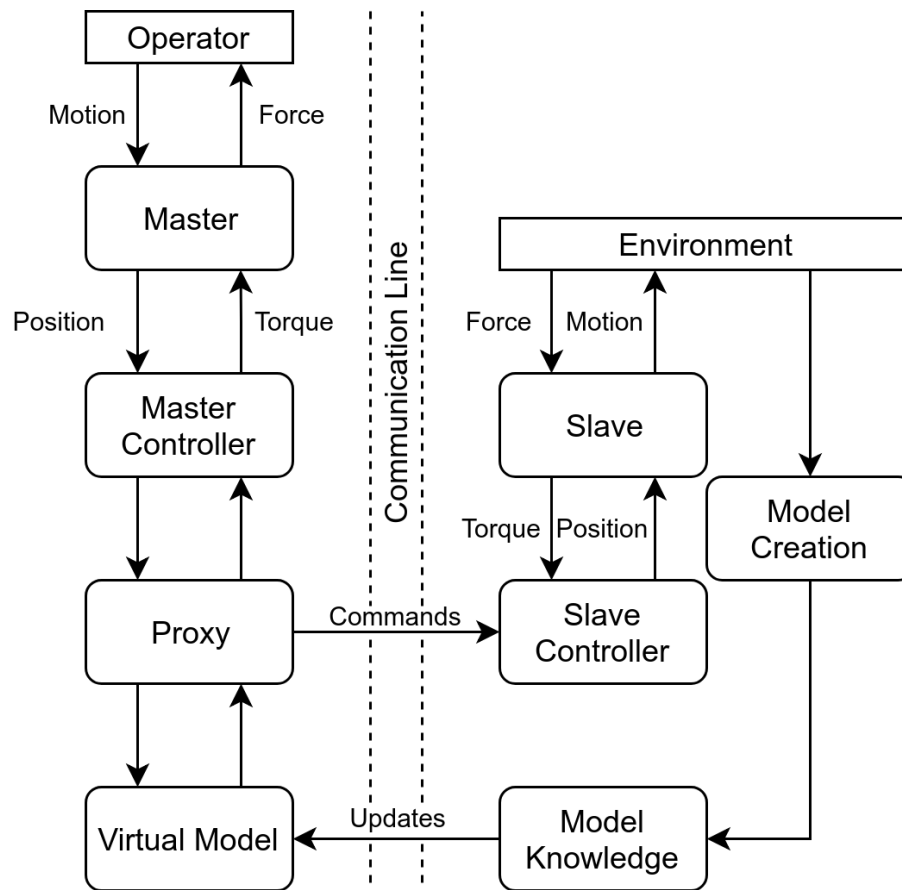 Operator
Motion
Force
Master
Position
Torque
Master
Controller
Proxy
Virtual Model
Communication Line
Commands
Updates
Environment
Force
Motion
Slave
Torque
Position
Slave
Controller
Model
Creation
Model
Knowledge